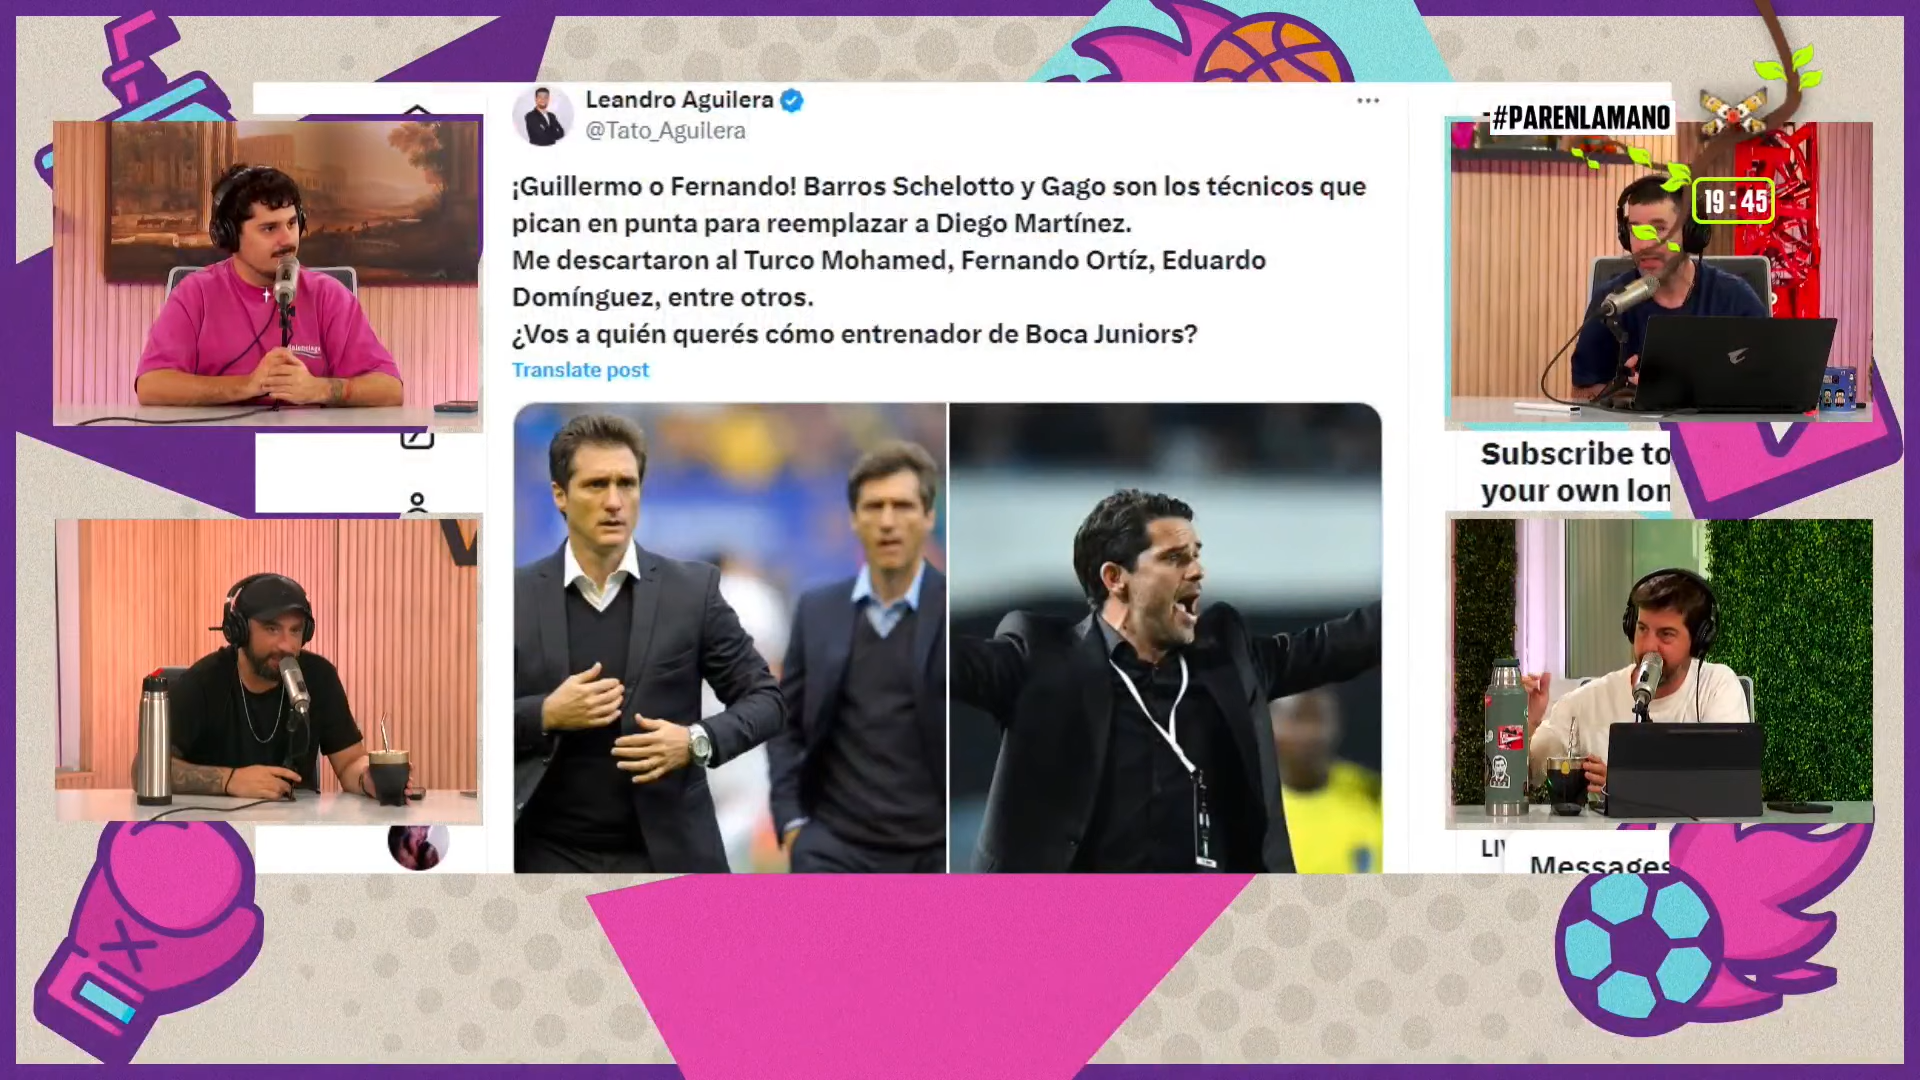 Leandro Aguilera
@Tato_Aguilera
#PARENLAMANO
19:45
¡Guillermo o Fernando! Barros Schelotto y Gago son los técnicos que
pican en punta para reemplazar a Diego Martínez.
Me descartaron al Turco Mohamed, Fernando Ortíz, Eduardo
Domínguez, entre otros.
¿Vos a quién querés cómo entrenador de Boca Juniors?
Translate post
Subscribe to
your own lon
LIV
Messages